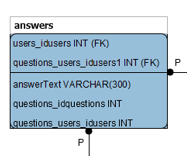 answers
users_idusers INT (FK)
questions_users_idusers1 INT (FK)
P
answerText VARCHAR(300)
questions_idquestions INT
questions_users_idusers INT
P